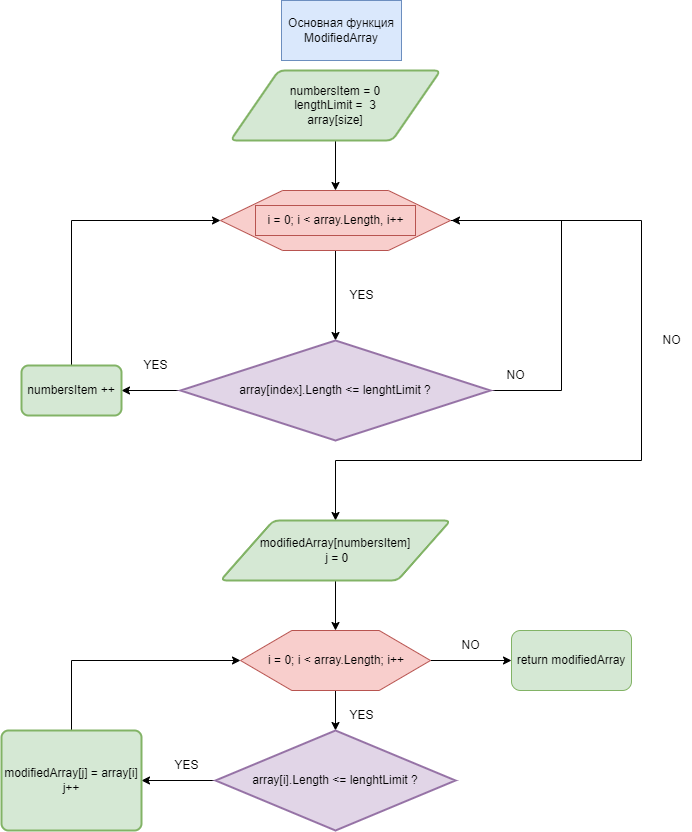 Основная функция
ModifiedArray
numbersItem = 0
lengthLimit = 3
array[size]
i = 0; i < array.Length, i++
YES
NO
YES
NO
numbersItem ++
array[index].Length <= lenghtLimit ?
modifiedArray[numbersItem]
j = 0
NO
i = 0; i < array.Length; i++
return modifiedArray
YES
YES
modifiedArray[j] = array[i]
j++
array[i].Length <= lenghtLimit ?